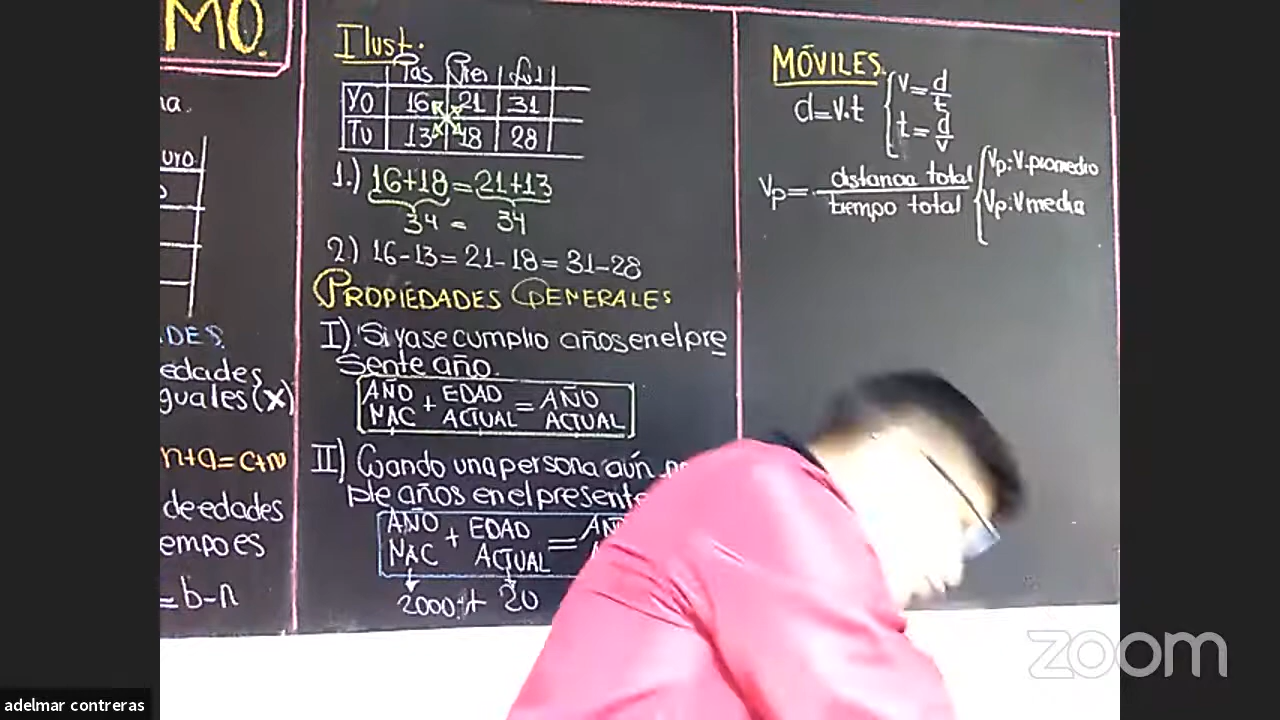 MO.
na.
uro
o
DES.
edades
guales (x)
n+a=c+n
de edades
empo es
=b-n
Ilust.
Pas Pres Fut
Yo 16 21 31
Tu 13 18 28
1.) 16+18=21+13
34 = 34
2.) 16-13=21-18=31-28
PROPIEDADES GENERALES
I) Si ya se cumplio años en el pre
sente año.
AÑO NAC + EDAD ACTUAL = AÑO ACTUAL
II) Cuando una persona aún
ple años en el presente
AÑO NAC + EDAD ACTUAL =
2000 + 20
MÓVILES
d=v.t
v=d/t
t=d/v
Vp= distancia total
tiempo total
Vp: V. promedio
Vp: V media
zoom
adelmar contreras